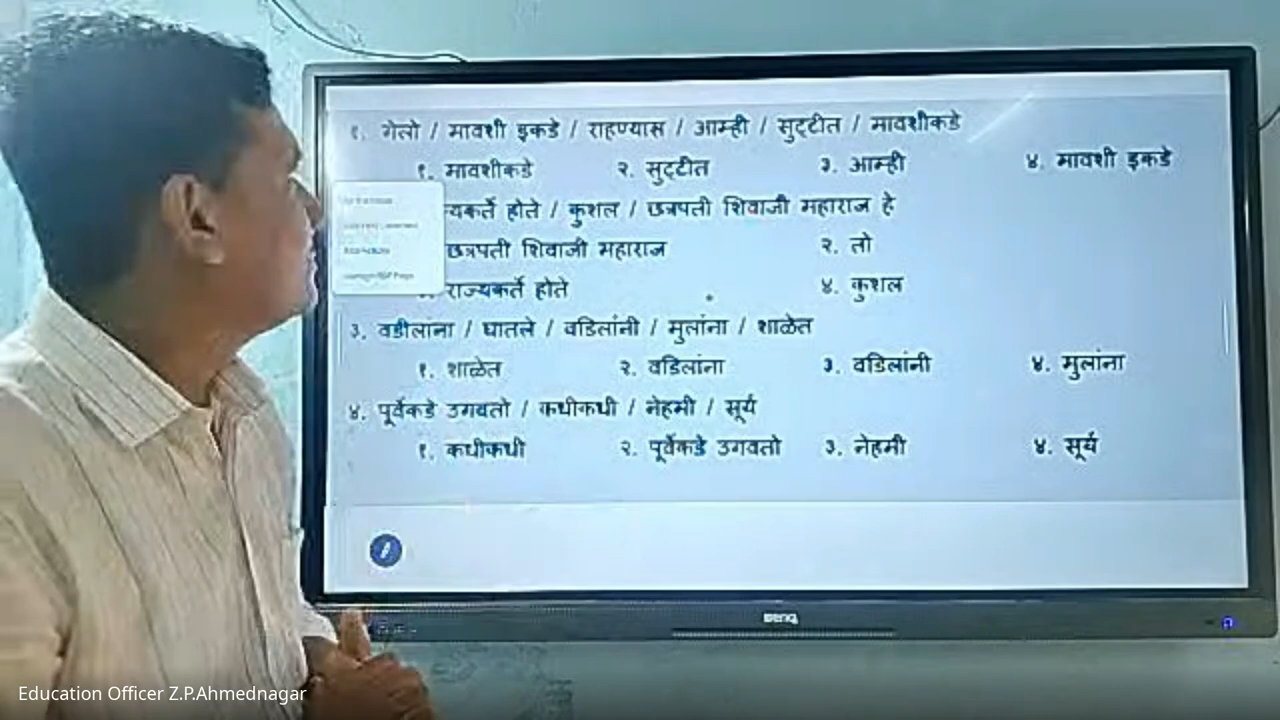 १. गेलो / मावशी इकडे / राहण्यास / आम्ही / सुट्टीत / मावशीकडे
१. मावशीकडे २. सुट्टीत ३. आम्ही ४. मावशी इकडे
यकर्ते होते / कुशल / छत्रपती शिवाजी महाराज हे
छत्रपती शिवाजी महाराज २. तो
राज्यकर्ते होते ४. कुशल
३. वडीलांना / घातले / वडिलांनी / मुलांना / शाळेत
१. शाळेत २. वडिलांना ३. वडिलांनी ४. मुलांना
४. पूर्वेकडे उगवतो / कधीकधी / नेहमी / सूर्य
१. कधीकधी २. पूर्वेकडे उगवतो ३. नेहमी ४. सूर्य
BenQ
Education Officer Z.P.Ahmednagar